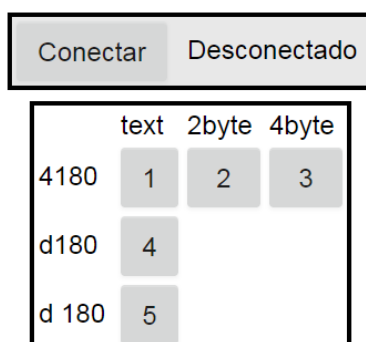 Conectar Desconectado
text 2byte 4byte
4180 1 2 3
d180 4
d 180 5